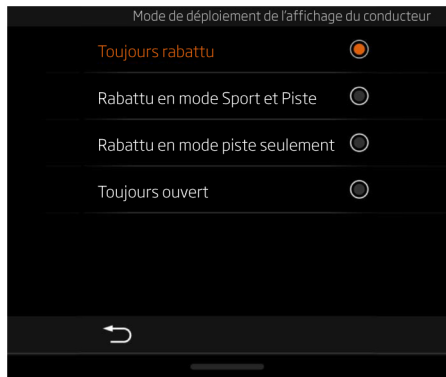 Mode de déploiement de l'affichage du conducteur
Toujours rabattu
Rabattu en mode Sport et Piste
Rabattu en mode piste seulement
Toujours ouvert